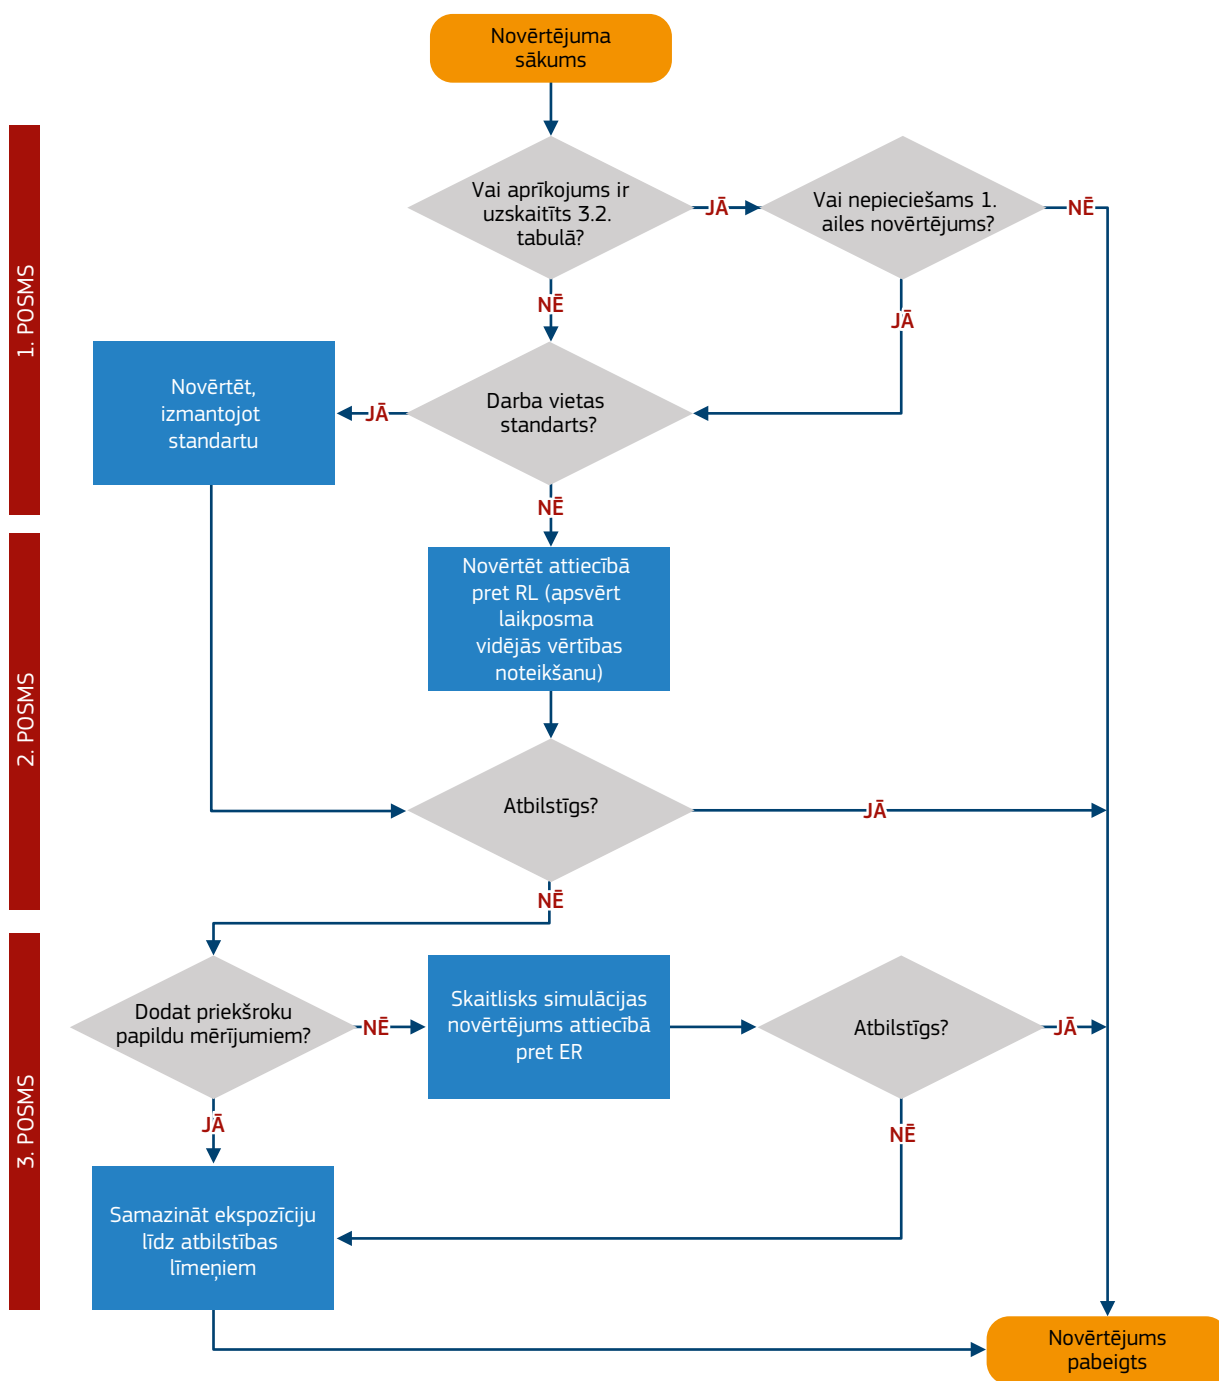 Novērtējuma
sākums
1. POSMS
Vai aprīkojums ir
uzskaitīts 3.2.
tabulā?
JĀ
Vai nepieciešams 1.
ailes novērtējums?
NĒ
NĒ
JĀ
Novērtēt,
izmantojot
standartu
JĀ
Darba vietas
standarts?
NĒ
2. POSMS
Novērtēt attiecībā
pret RL (apsvērt
laikposma
vidējās vērtības
noteikšanu)
Atbilstīgs?
JĀ
NĒ
3. POSMS
Dodat priekšroku
papildu mērījumiem?
NĒ
Skaitlisks simulācijas
novērtējums attiecībā
pret ER
Atbilstīgs?
JĀ
JĀ
NĒ
Samazināt ekspozīciju
līdz atbilstības
līmeņiem
Novērtējums
pabeigts